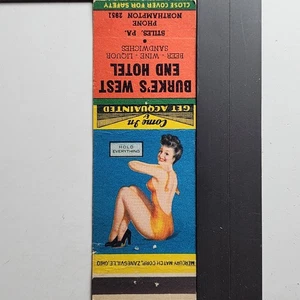 CLOSE COVER FOR SAFETY
BURKE'S WEST
END HOTEL
BEER - WINE - LIQUOR
SANDWICHES
•
STILES, PA.
PHONE
NORTHAMPTON 2851
Come In
GET ACQUAINTED
HOLD
EVERYTHING
MERCURY MATCH CORP., ZANESVILLE, OHIO